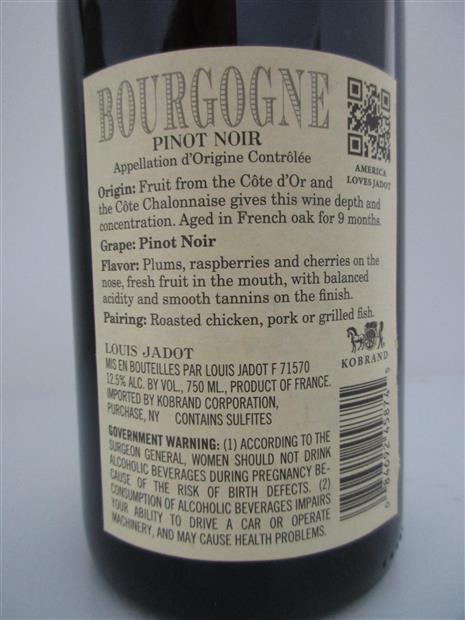 BOURGOGNE
PINOT NOIR
Appellation d'Origine Contrôlée
AMERICA
LOVES JADOT
Origin: Fruit from the Côte d'Or and
the Côte Chalonnaise gives this wine depth and
concentration. Aged in French oak for 9 months.
Grape: Pinot Noir
Flavor: Plums, raspberries and cherries on the
nose, fresh fruit in the mouth, with balanced
acidity and smooth tannins on the finish.
Pairing: Roasted chicken, pork or grilled fish.
KOBRAND
LOUIS JADOT
MIS EN BOUTEILLES PAR LOUIS JADOT F 71570
12.5% ALC. BY VOL., 750 ML., PRODUCT OF FRANCE.
IMPORTED BY KOBRAND CORPORATION,
PURCHASE, NY CONTAINS SULFITES
GOVERNMENT WARNING: (1) ACCORDING TO THE
SURGEON GENERAL, WOMEN SHOULD NOT DRINK
ALCOHOLIC BEVERAGES DURING PREGNANCY BE-
CAUSE OF THE RISK OF BIRTH DEFECTS. (2)
CONSUMPTION OF ALCOHOLIC BEVERAGES IMPAIRS
YOUR ABILITY TO DRIVE A CAR OR OPERATE
MACHINERY, AND MAY CAUSE HEALTH PROBLEMS.
0 84692 45874 9